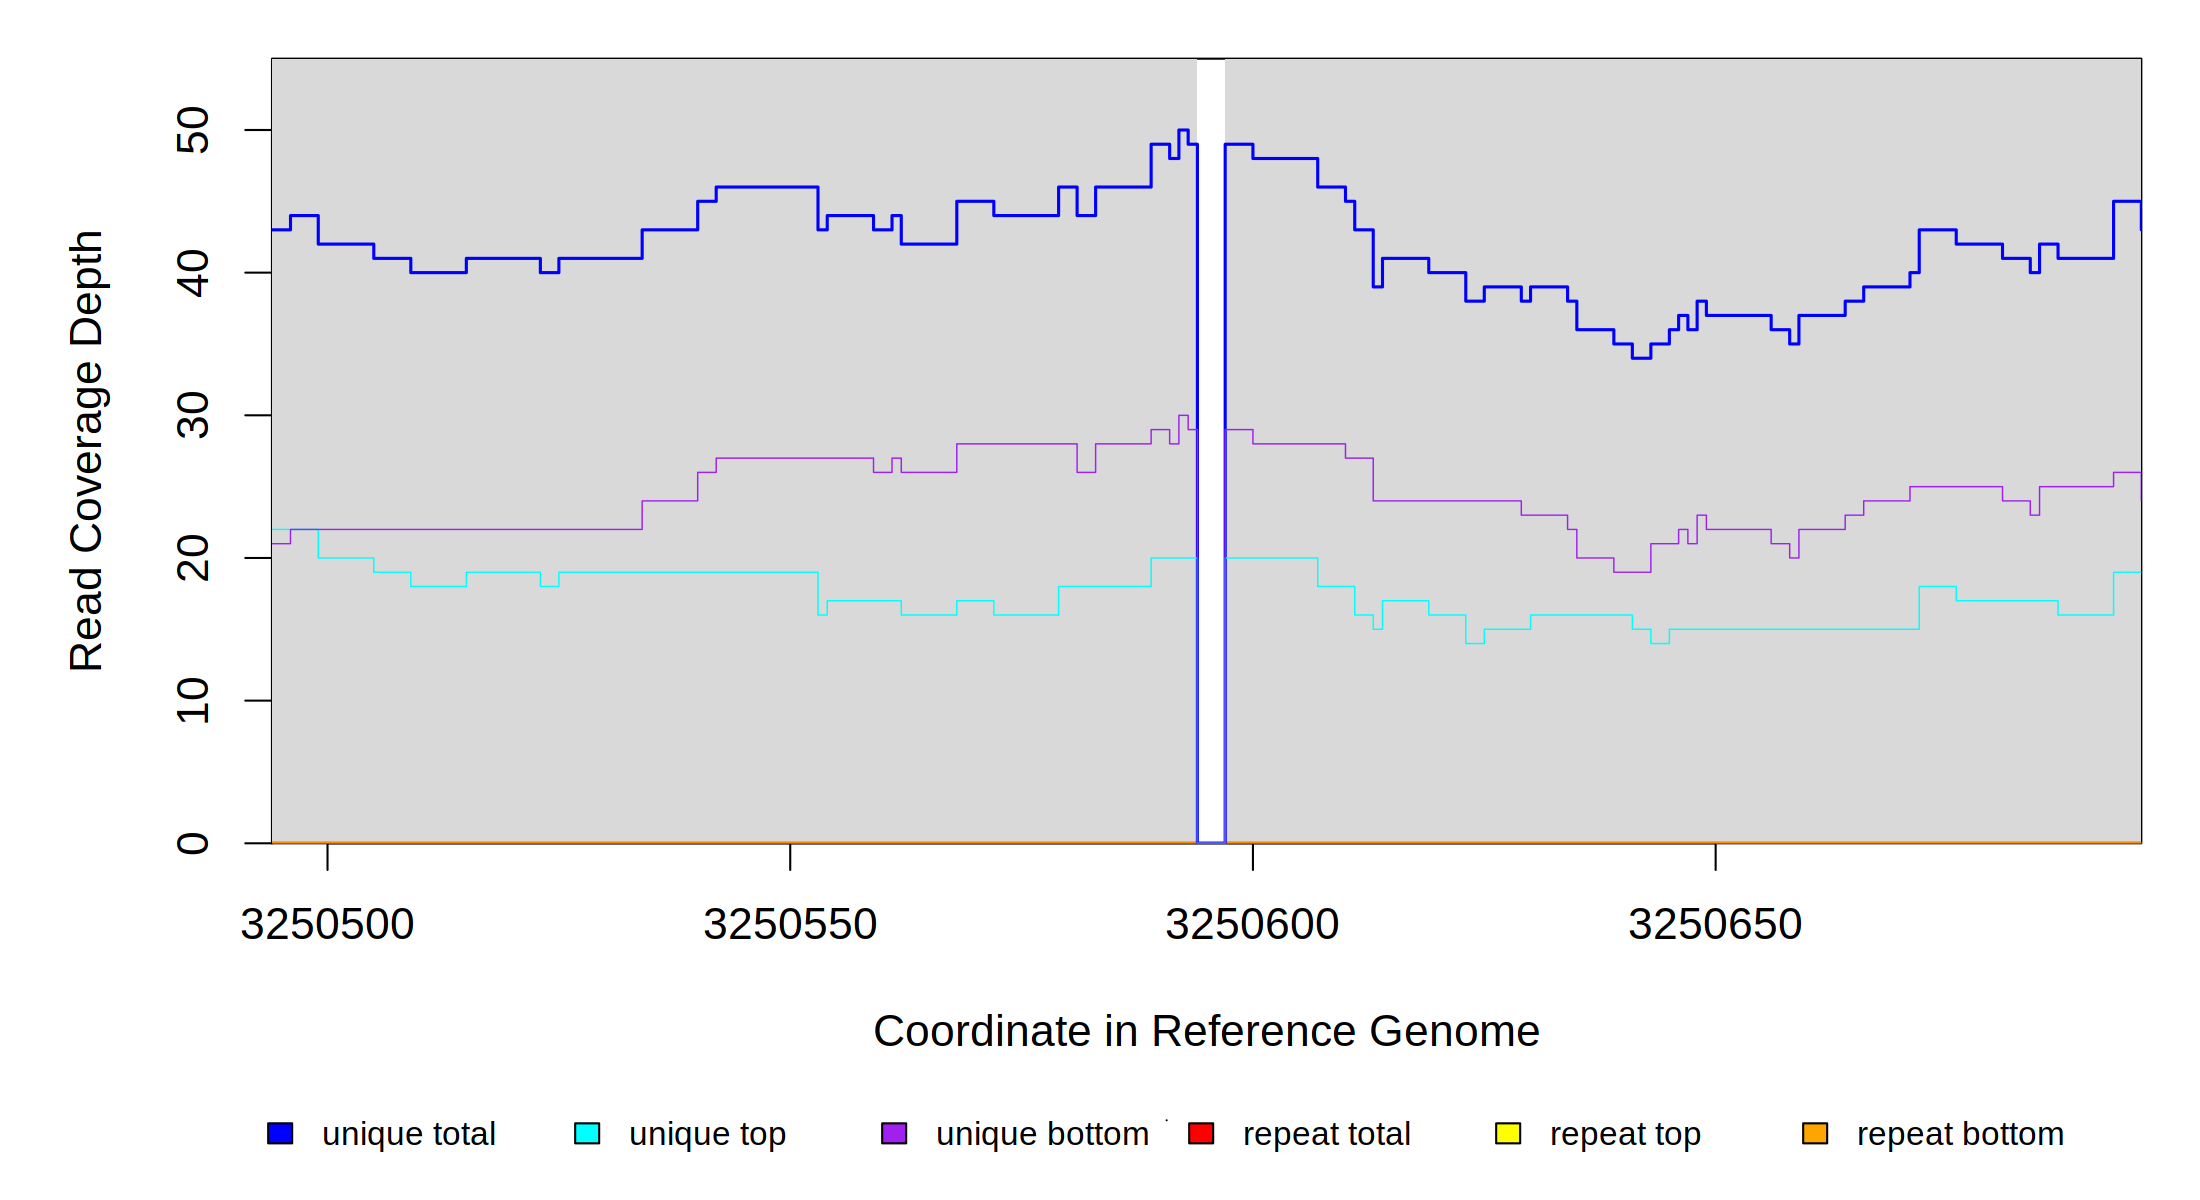 Read Coverage Depth
50
40
30
20
10
0
3250500 3250550 3250600 3250650
Coordinate in Reference Genome
unique total unique top unique bottom repeat total repeat top repeat bottom